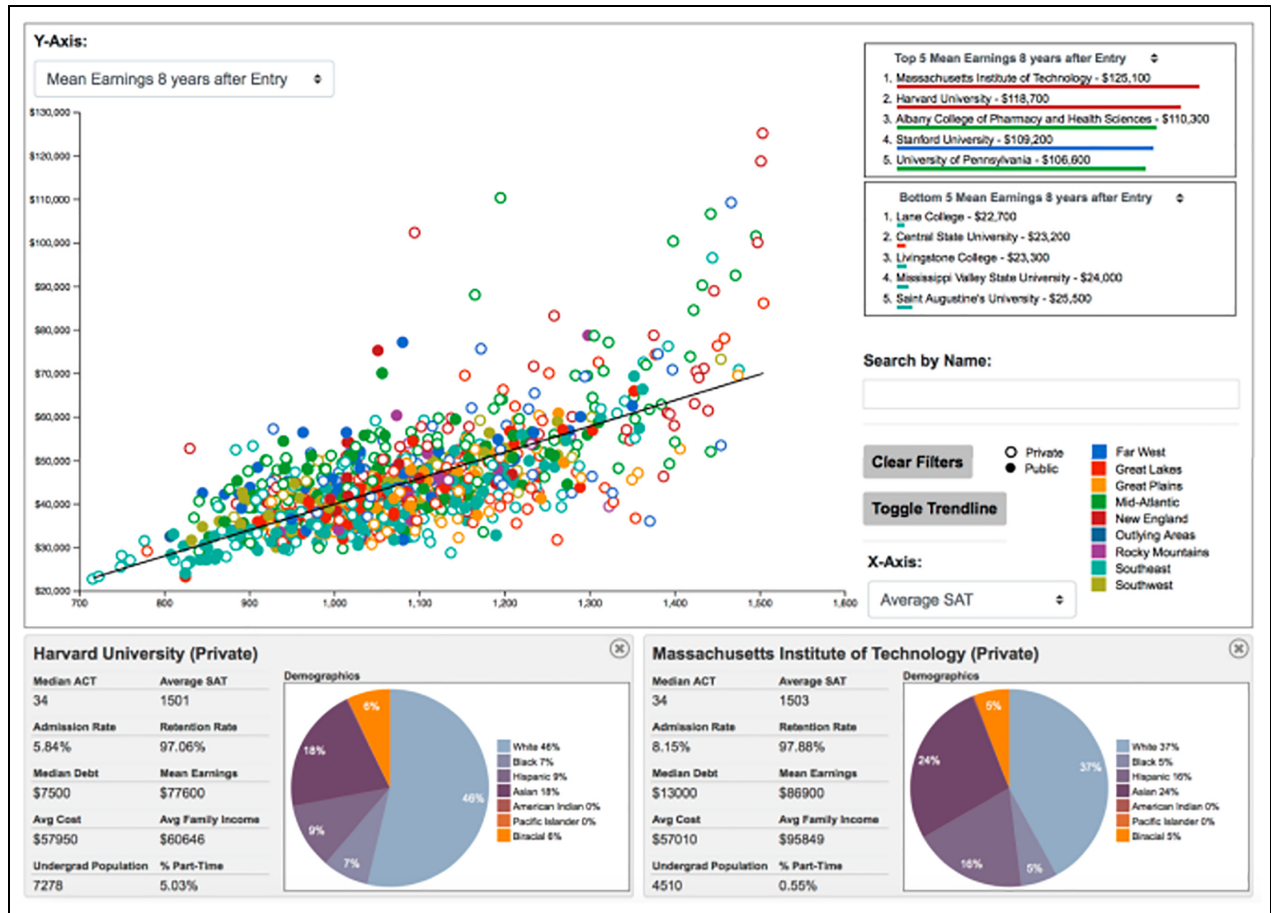 Y-Axis:
Mean Earnings 8 years after Entry
$130,000
$120,000
$110,000
$100,000
$90,000
$80,000
$70,000
$60,000
$50,000
$40,000
$30,000
$20,000
700 800 900 1,000 1,100 1,200 1,300 1,400 1,500 1,600
Top 5 Mean Earnings 8 years after Entry
1. Massachusetts Institute of Technology - $125,100
2. Harvard University - $118,700
3. Albany College of Pharmacy and Health Sciences - $110,300
4. Stanford University - $109,200
5. University of Pennsylvania - $106,600
Bottom 5 Mean Earnings 8 years after Entry
1. Lane College - $22,700
2. Central State University - $23,200
3. Livingstone College - $23,300
4. Mississippi Valley State University - $24,000
5. Saint Augustine's University - $25,500
Search by Name:
Clear Filters
Toggle Trendline
Private
Public
Far West
Great Lakes
Great Plains
Mid-Atlantic
New England
Outlying Areas
Rocky Mountains
Southeast
Southwest
X-Axis:
Average SAT
Harvard University (Private)
Median ACT Average SAT
34 1501
Admission Rate Retention Rate
5.84% 97.06%
Median Debt Mean Earnings
$7500 $77600
Avg Cost Avg Family Income
$57950 $60646
Undergrad Population % Part-Time
7278 5.03%
Demographics
6%
18%
46%
9%
7%
White 46%
Black 7%
Hispanic 9%
Asian 18%
American Indian 0%
Pacific Islander 0%
Biracial 6%
Massachusetts Institute of Technology (Private)
Median ACT Average SAT
34 1503
Admission Rate Retention Rate
8.15% 97.88%
Median Debt Mean Earnings
$13000 $86900
Avg Cost Avg Family Income
$57010 $95849
Undergrad Population % Part-Time
4510 0.55%
Demographics
5%
24%
37%
16%
5%
White 37%
Black 5%
Hispanic 16%
Asian 24%
American Indian 0%
Pacific Islander 0%
Biracial 5%